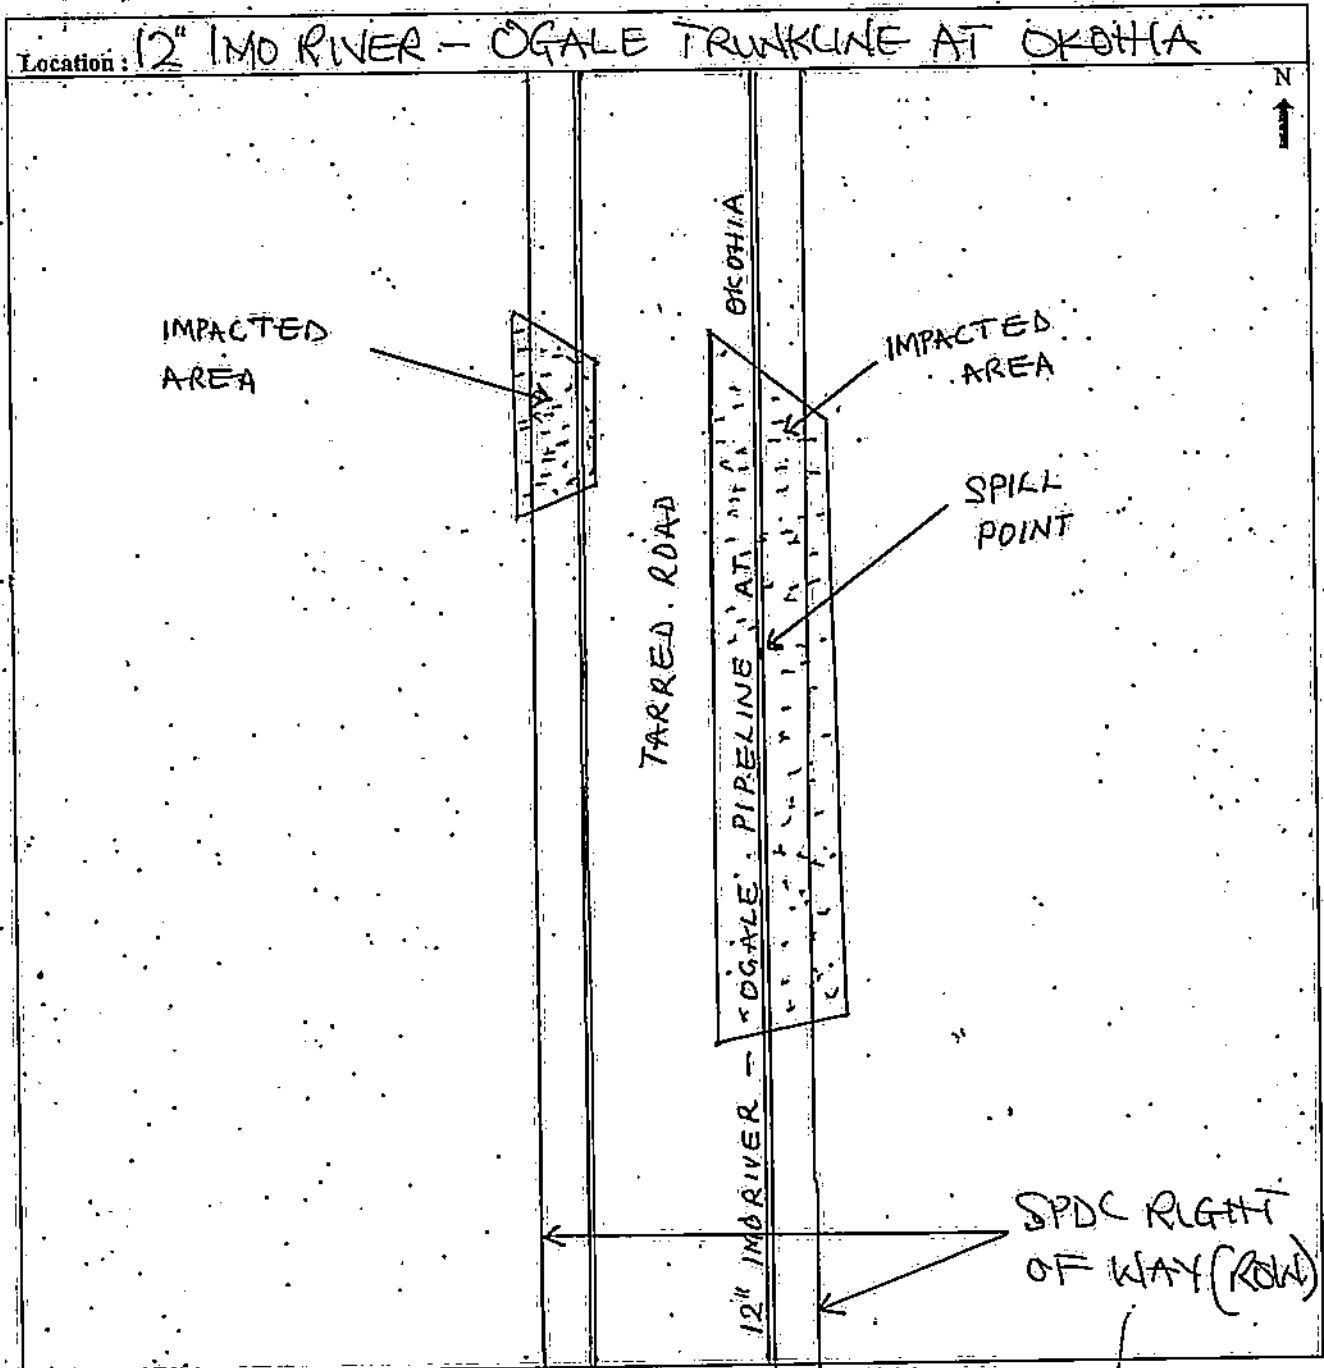 Location : 12" IMO RIVER - OGALE TRUNKLINE AT OKOHIA
N
IMPACTED
AREA
IMPACTED
AREA
SPILL
POINT
TARRED ROAD
12" IMO RIVER - OGALE PIPELINE AT OKOHIA
SPDC RIGHT
OF WAY (ROW)